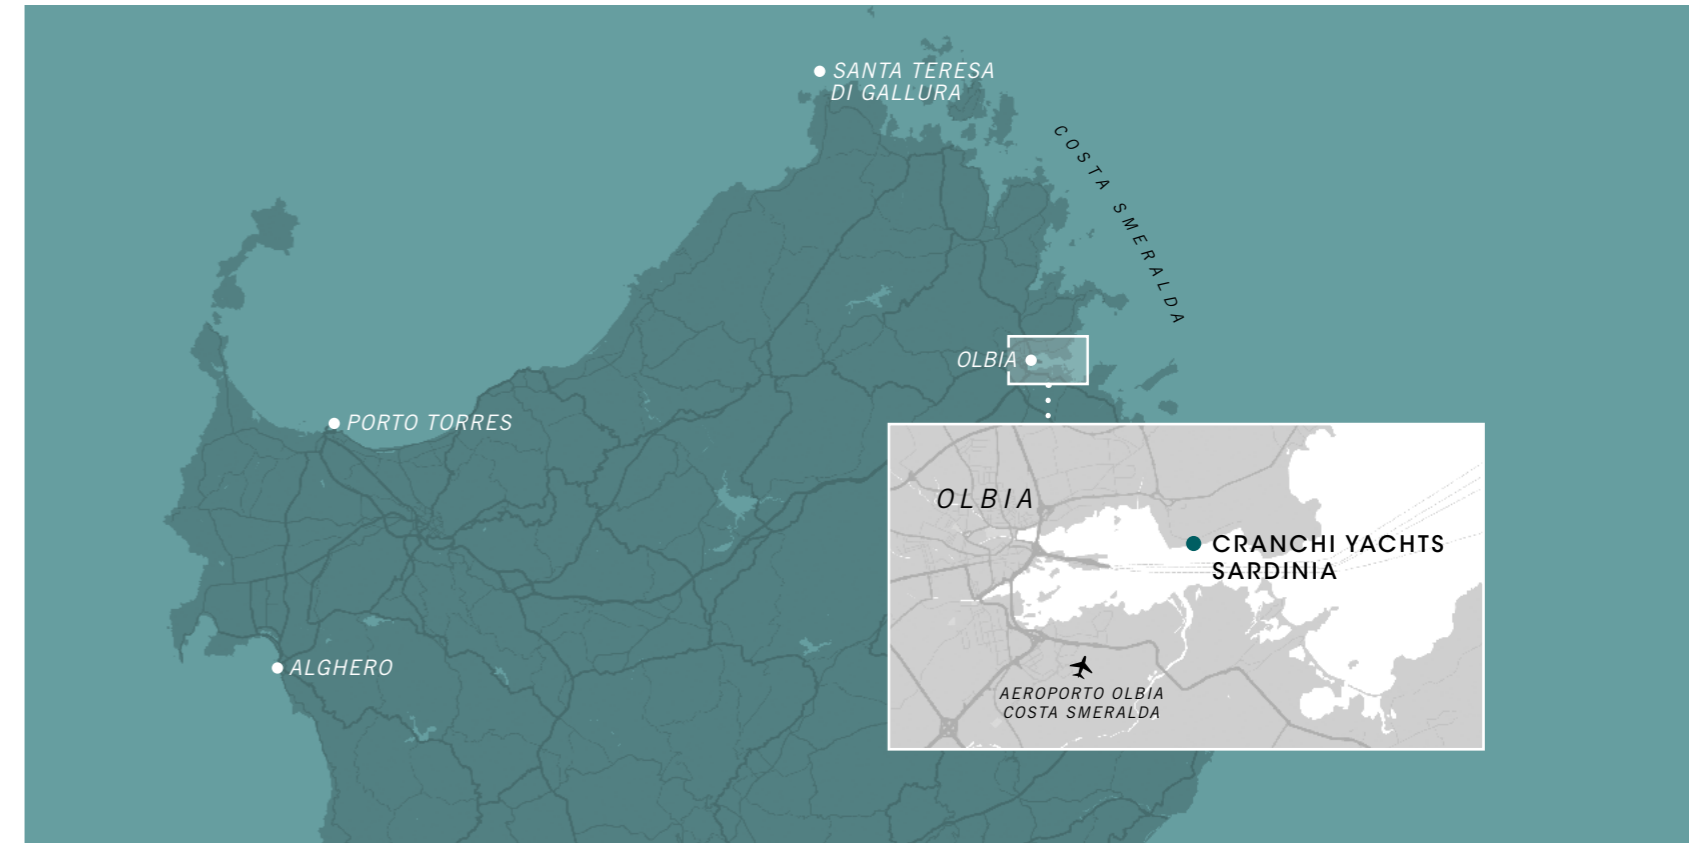 SANTA TERESA
DI GALLURA
COSTA SMERALDA
OLBIA
PORTO TORRES
OLBIA
CRANCHI YACHTS
SARDINIA
ALGHERO
AEROPORTO OLBIA
COSTA SMERALDA